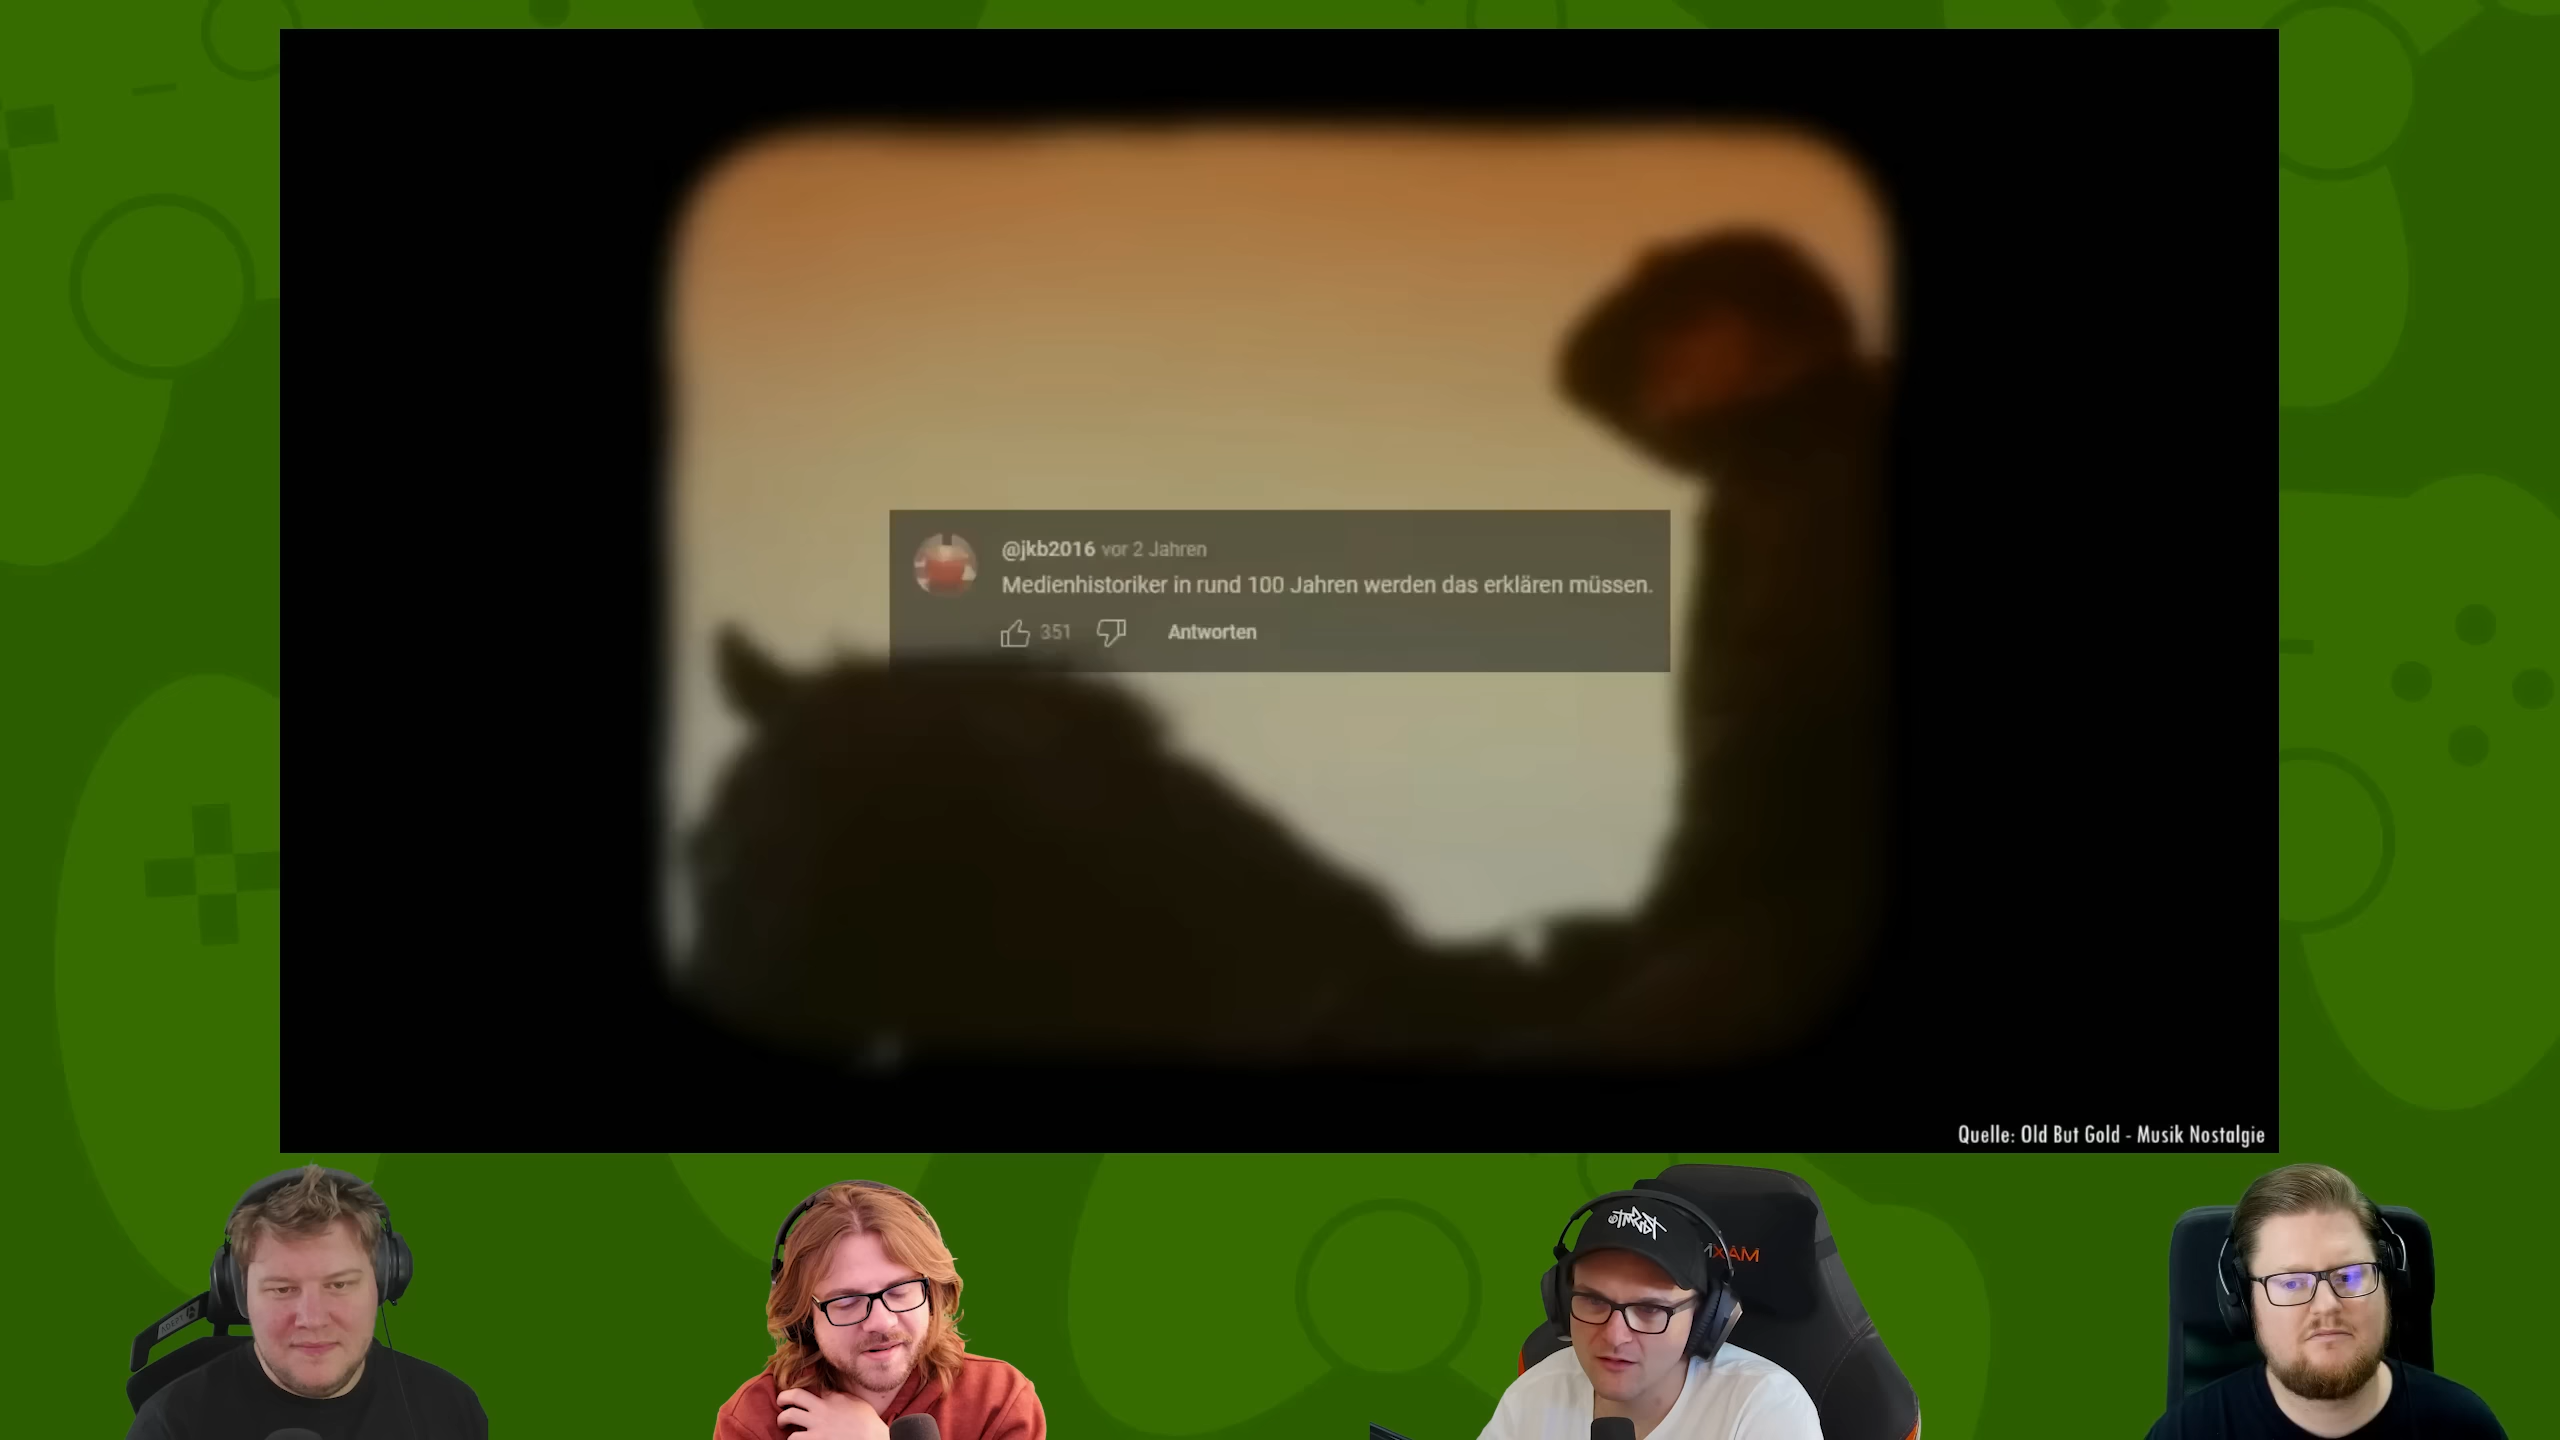 @jkb2016 vor 2 Jahren
Medienhistoriker in rund 100 Jahren werden das erklären müssen.
351 Antworten
Quelle: Old But Gold - Musik Nostalgie